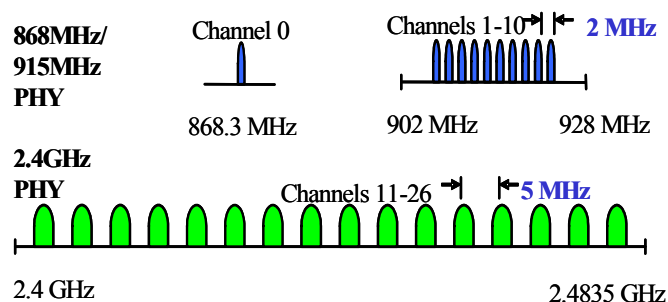 868MHz/
915MHz
PHY
Channel 0
868.3 MHz
Channels 1-10
2 MHz
902 MHz
928 MHz
2.4GHz
PHY
Channels 11-26
5 MHz
2.4 GHz
2.4835 GHz